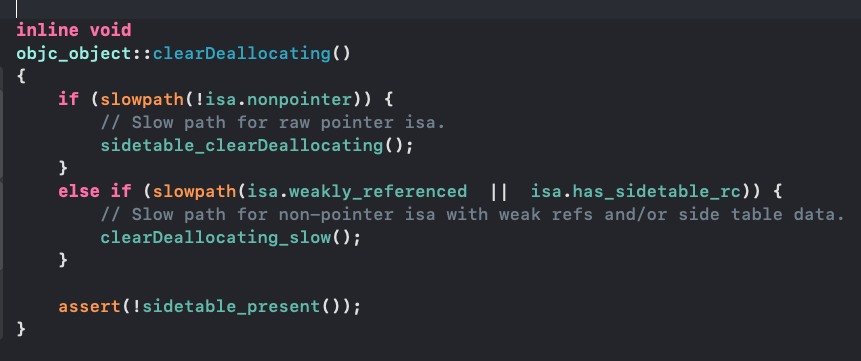 inline void
objc_object::clearDeallocating()
{
    if (slowpath(!isa.nonpointer)) {
        // Slow path for raw pointer isa.
        sidetable_clearDeallocating();
    }
    else if (slowpath(isa.weakly_referenced  ||  isa.has_sidetable_rc)) {
        // Slow path for non-pointer isa with weak refs and/or side table data.
        clearDeallocating_slow();
    }

    assert(!sidetable_present());
}